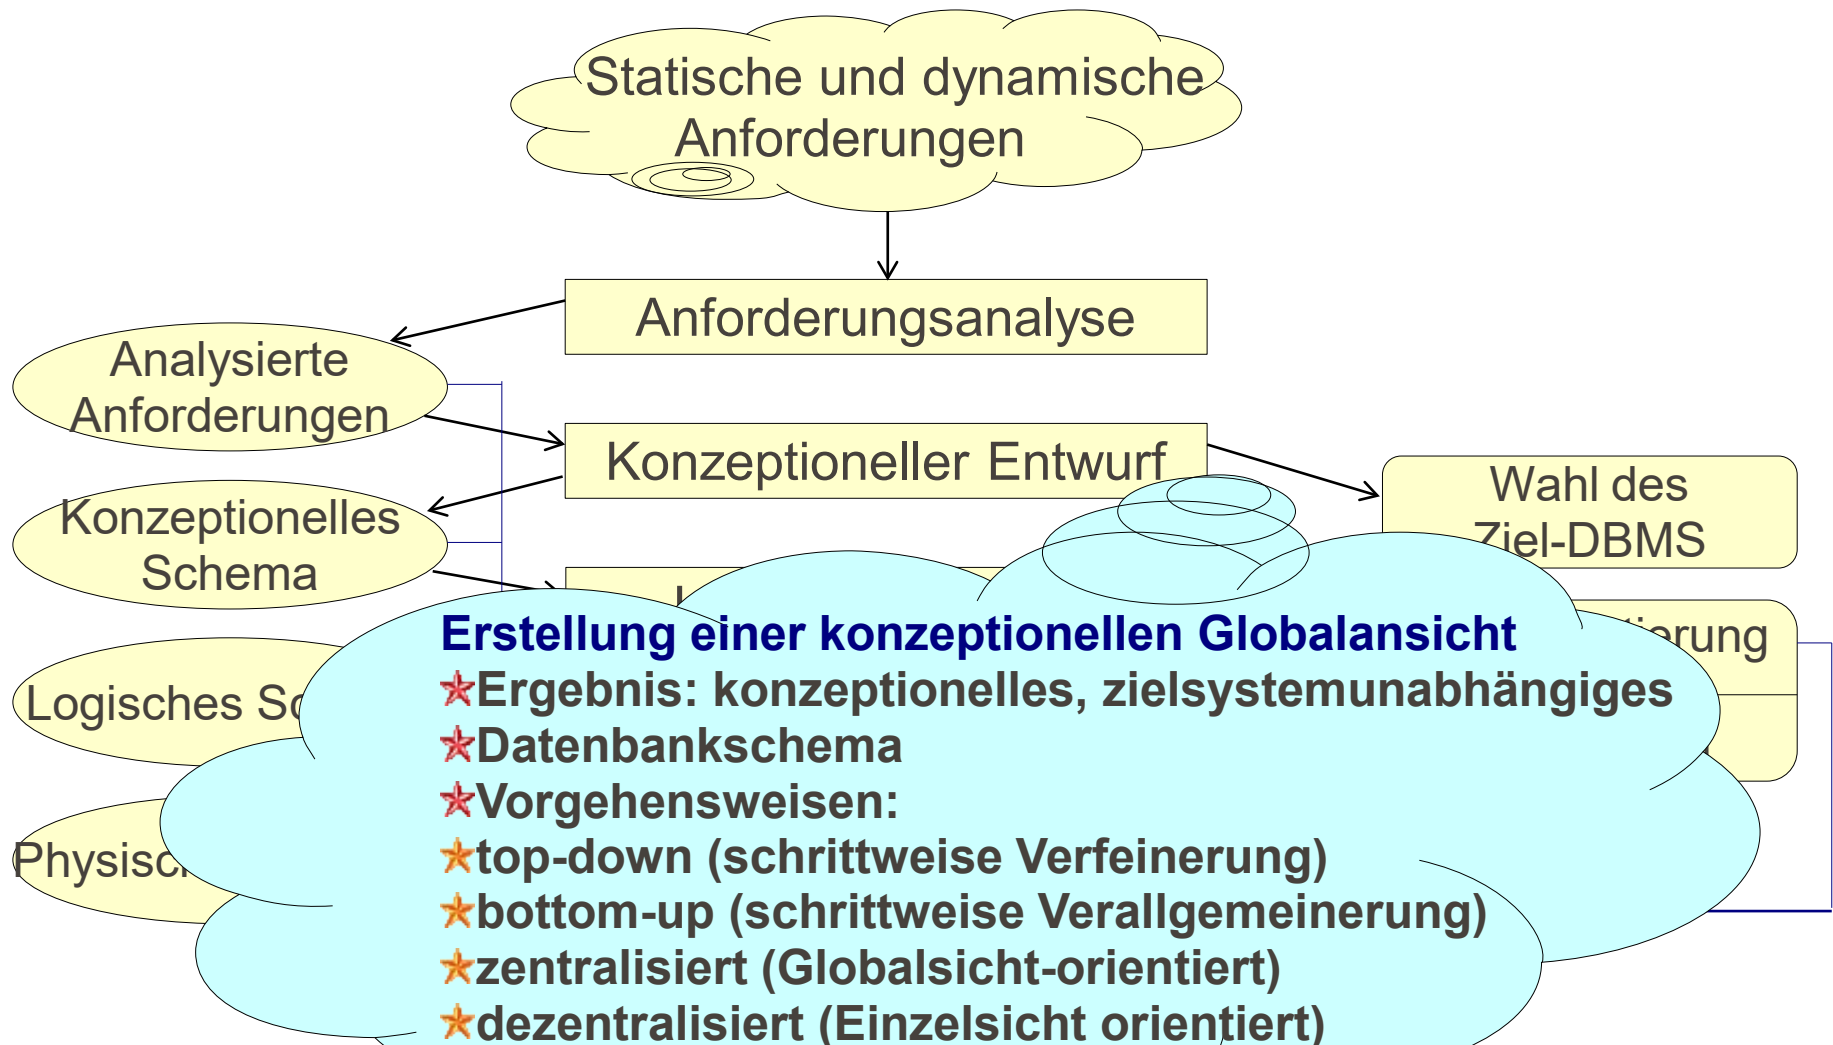 Statische und dynamische
Anforderungen
Anforderungsanalyse
Analysierte
Anforderungen
Konzeptioneller Entwurf
Wahl des
Ziel-DBMS
Konzeptionelles
Schema
Logisches
Erstellung einer konzeptionellen Globalansicht
Ergebnis: konzeptionelles, zielsystemunabhängiges
Datenbankschema
Vorgehensweisen:
top-down (schrittweise Verfeinerung)
bottom-up (schrittweise Verallgemeinerung)
zentralisiert (Globalsicht-orientiert)
dezentralisiert (Einzelsicht orientiert)